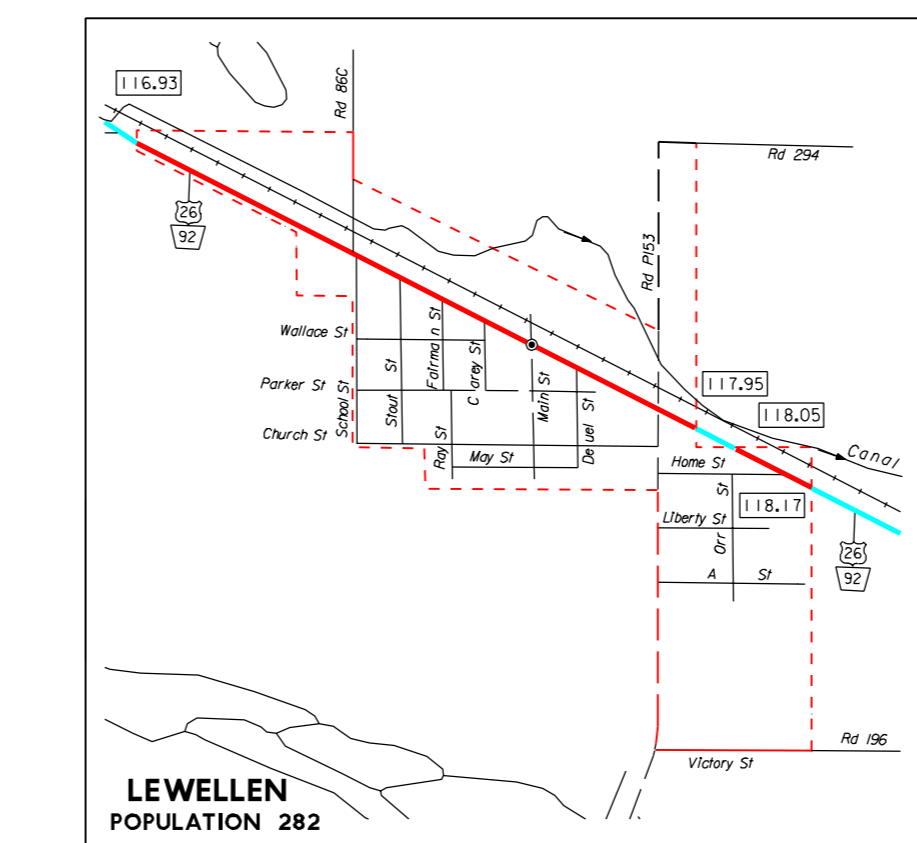 116.93
Rd 86C
Rd 294
26
92
Rd P153
Wallace St
Fairman St
Carey St
Stout St
Main St
Parker St
School St
Deuel St
117.95
118.05
Church St
Ray St
May St
Home St
Canal
118.17
Liberty St
Orr St
26
92
A St
Rd 196
Victory St
LEWELLEN
POPULATION 282